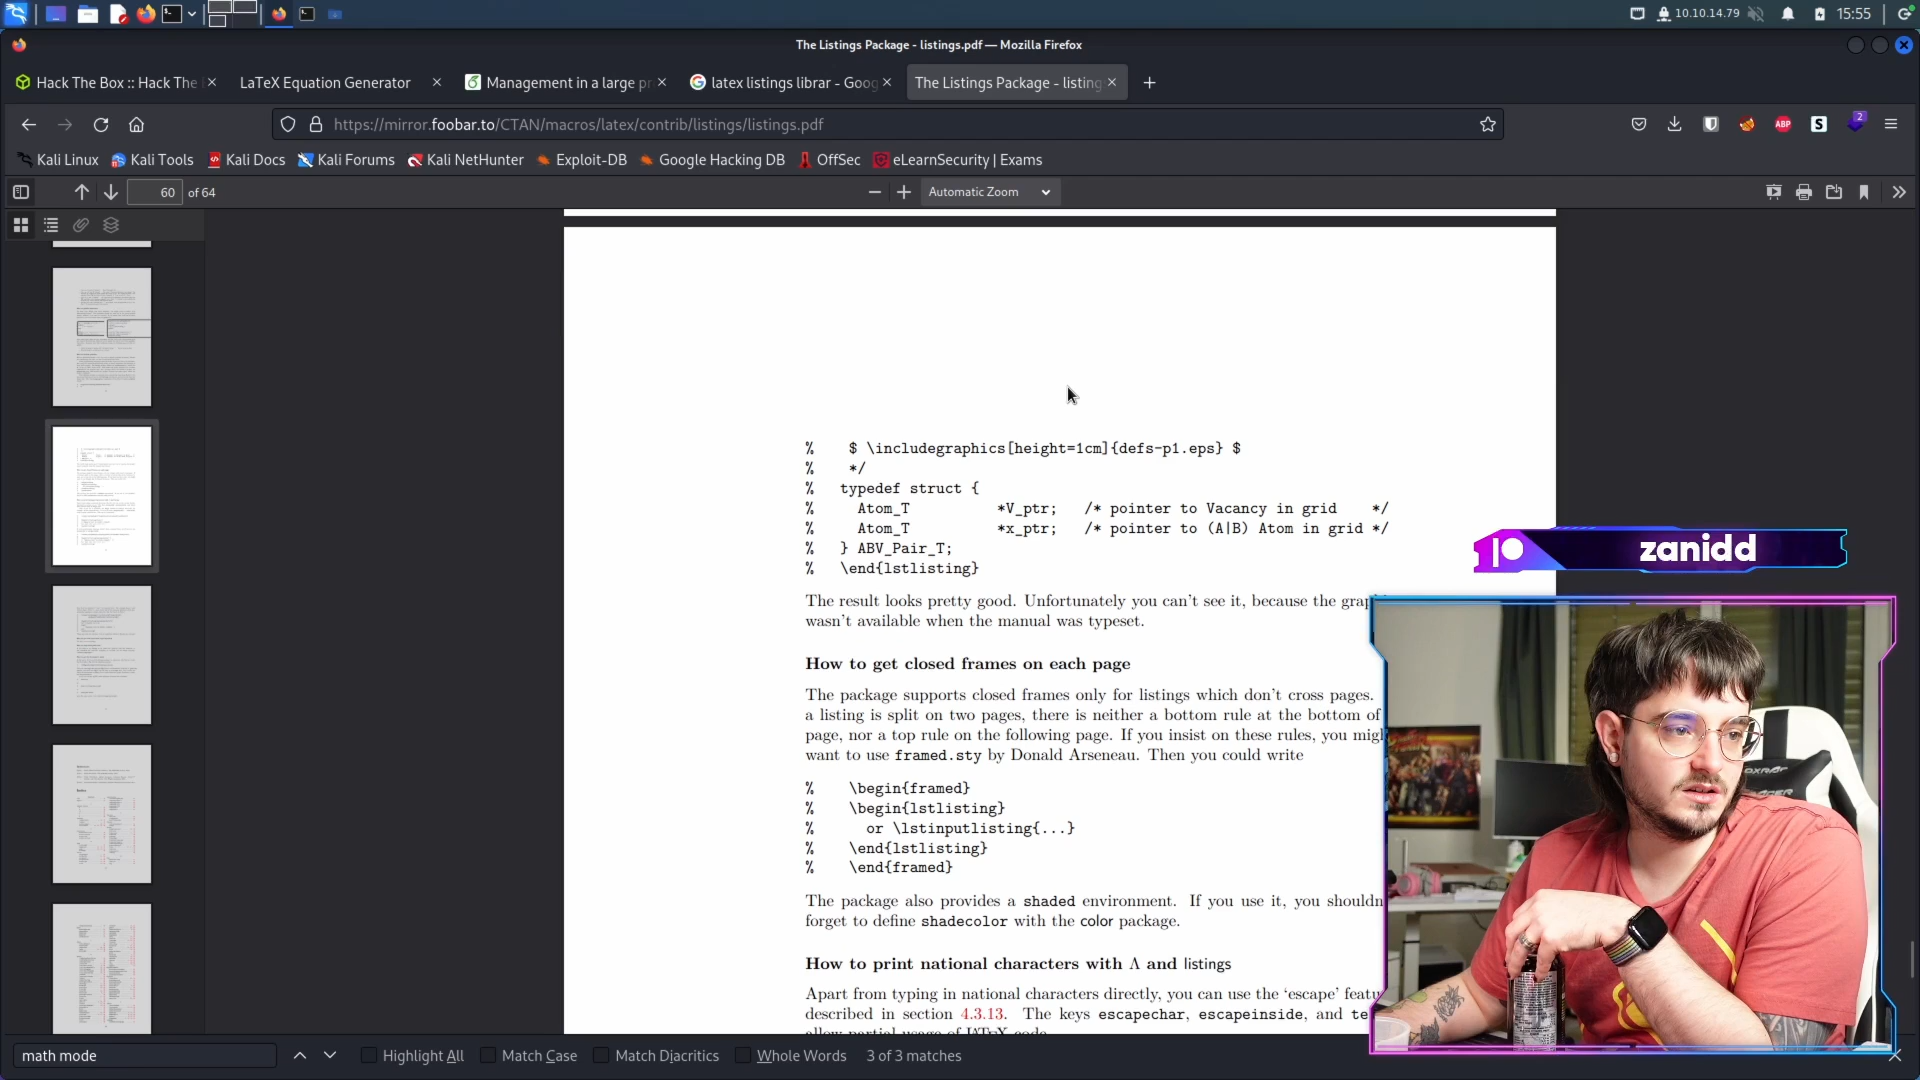 10.10.14.79
15:55
The Listings Package - listings.pdf — Mozilla Firefox
Hack The Box :: Hack The
LaTeX Equation Generator
Management in a large pr
latex listings librar - Goog
The Listings Package - listing
https://mirror.foobar.to/CTAN/macros/latex/contrib/listings/listings.pdf
ABP
S
2
Kali Linux
Kali Tools
Kali Docs
Kali Forums
Kali NetHunter
Exploit-DB
Google Hacking DB
OffSec
eLearnSecurity | Exams
60 of 64
Automatic Zoom
% $ \includegraphics[height=1cm]{defs-p1.eps} $
% */
% typedef struct {
% Atom_T *V_ptr; /* pointer to Vacancy in grid */
% Atom_T *x_ptr; /* pointer to (A|B) Atom in grid */
% } ABV_Pair_T;
% \end{lstlisting}
The result looks pretty good. Unfortunately you can't see it, because the grap
wasn't available when the manual was typeset.
How to get closed frames on each page
The package supports closed frames only for listings which don't cross pages.
a listing is split on two pages, there is neither a bottom rule at the bottom of
page, nor a top rule on the following page. If you insist on these rules, you mig
want to use framed.sty by Donald Arseneau. Then you could write
% \begin{framed}
% \begin{lstlisting}
% or \lstinputlisting{...}
% \end{lstlisting}
% \end{framed}
The package also provides a shaded environment. If you use it, you shouldn
forget to define shadecolor with the color package.
How to print national characters with Λ and listings
Apart from typing in national characters directly, you can use the ‘escape’ featu
described in section 4.3.13. The keys escapechar, escapeinside, and te
allow partial usage of LATEX code.
zanidd
math mode
Highlight All
Match Case
Match Diacritics
Whole Words
3 of 3 matches